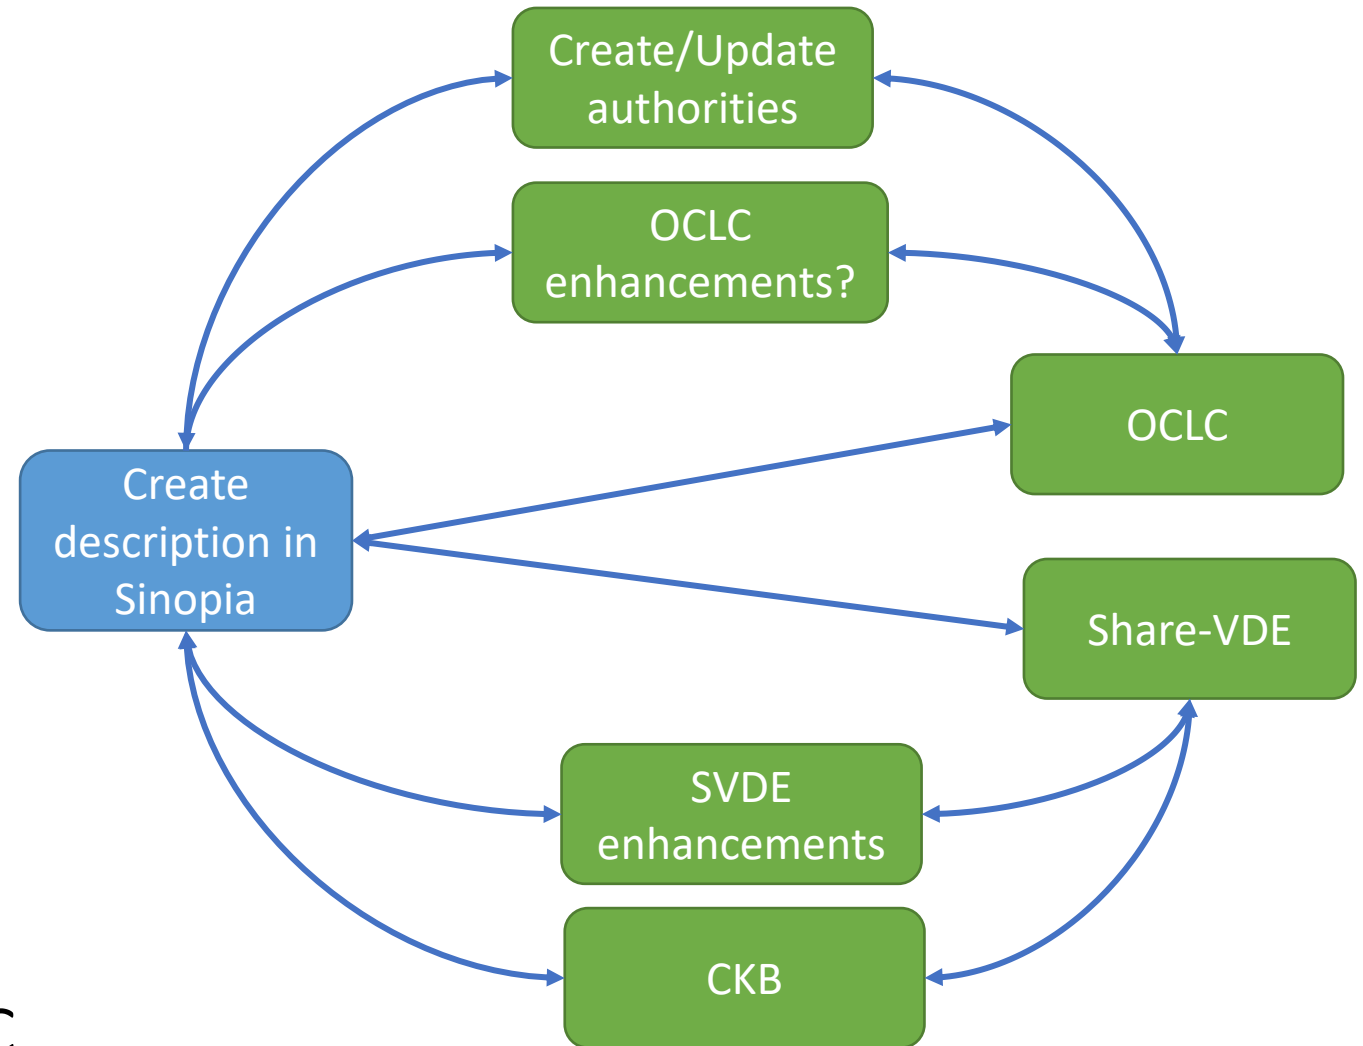 Create/Update
authorities
OCLC
enhancements?
OCLC
Create
description in
Sinopia
Share-VDE
SVDE
enhancements
CKB